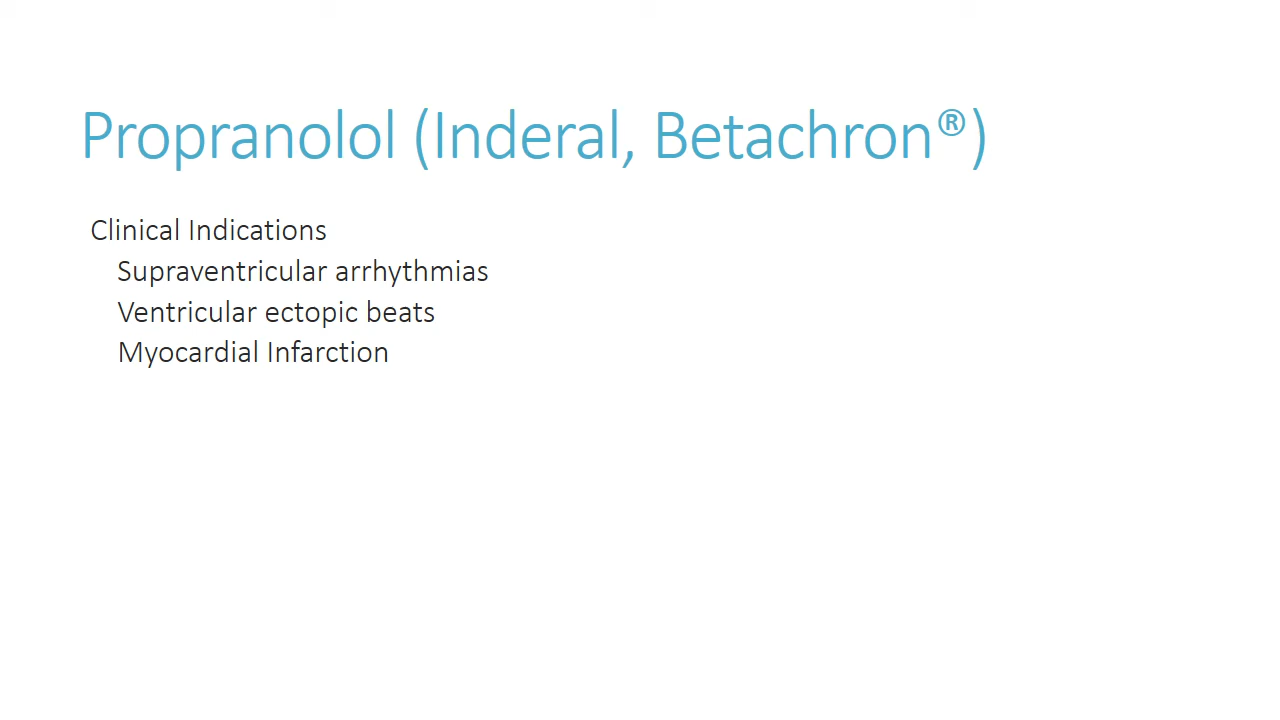 Propranolol (Inderal, Betachron®)
Clinical Indications
Supraventricular arrhythmias
Ventricular ectopic beats
Myocardial Infarction